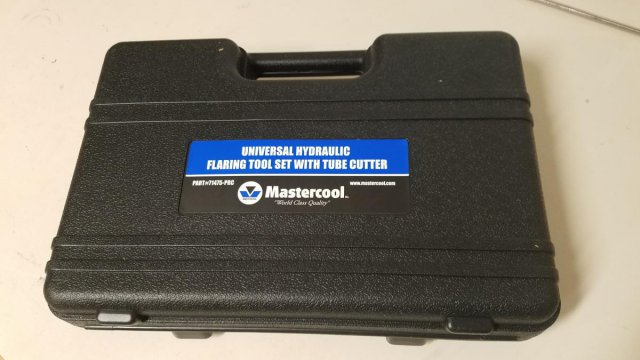 UNIVERSAL HYDRAULIC
FLARING TOOL SET WITH TUBE CUTTER
PART#71475-PRC www.mastercool.com
Mastercool
"World Class Quality"